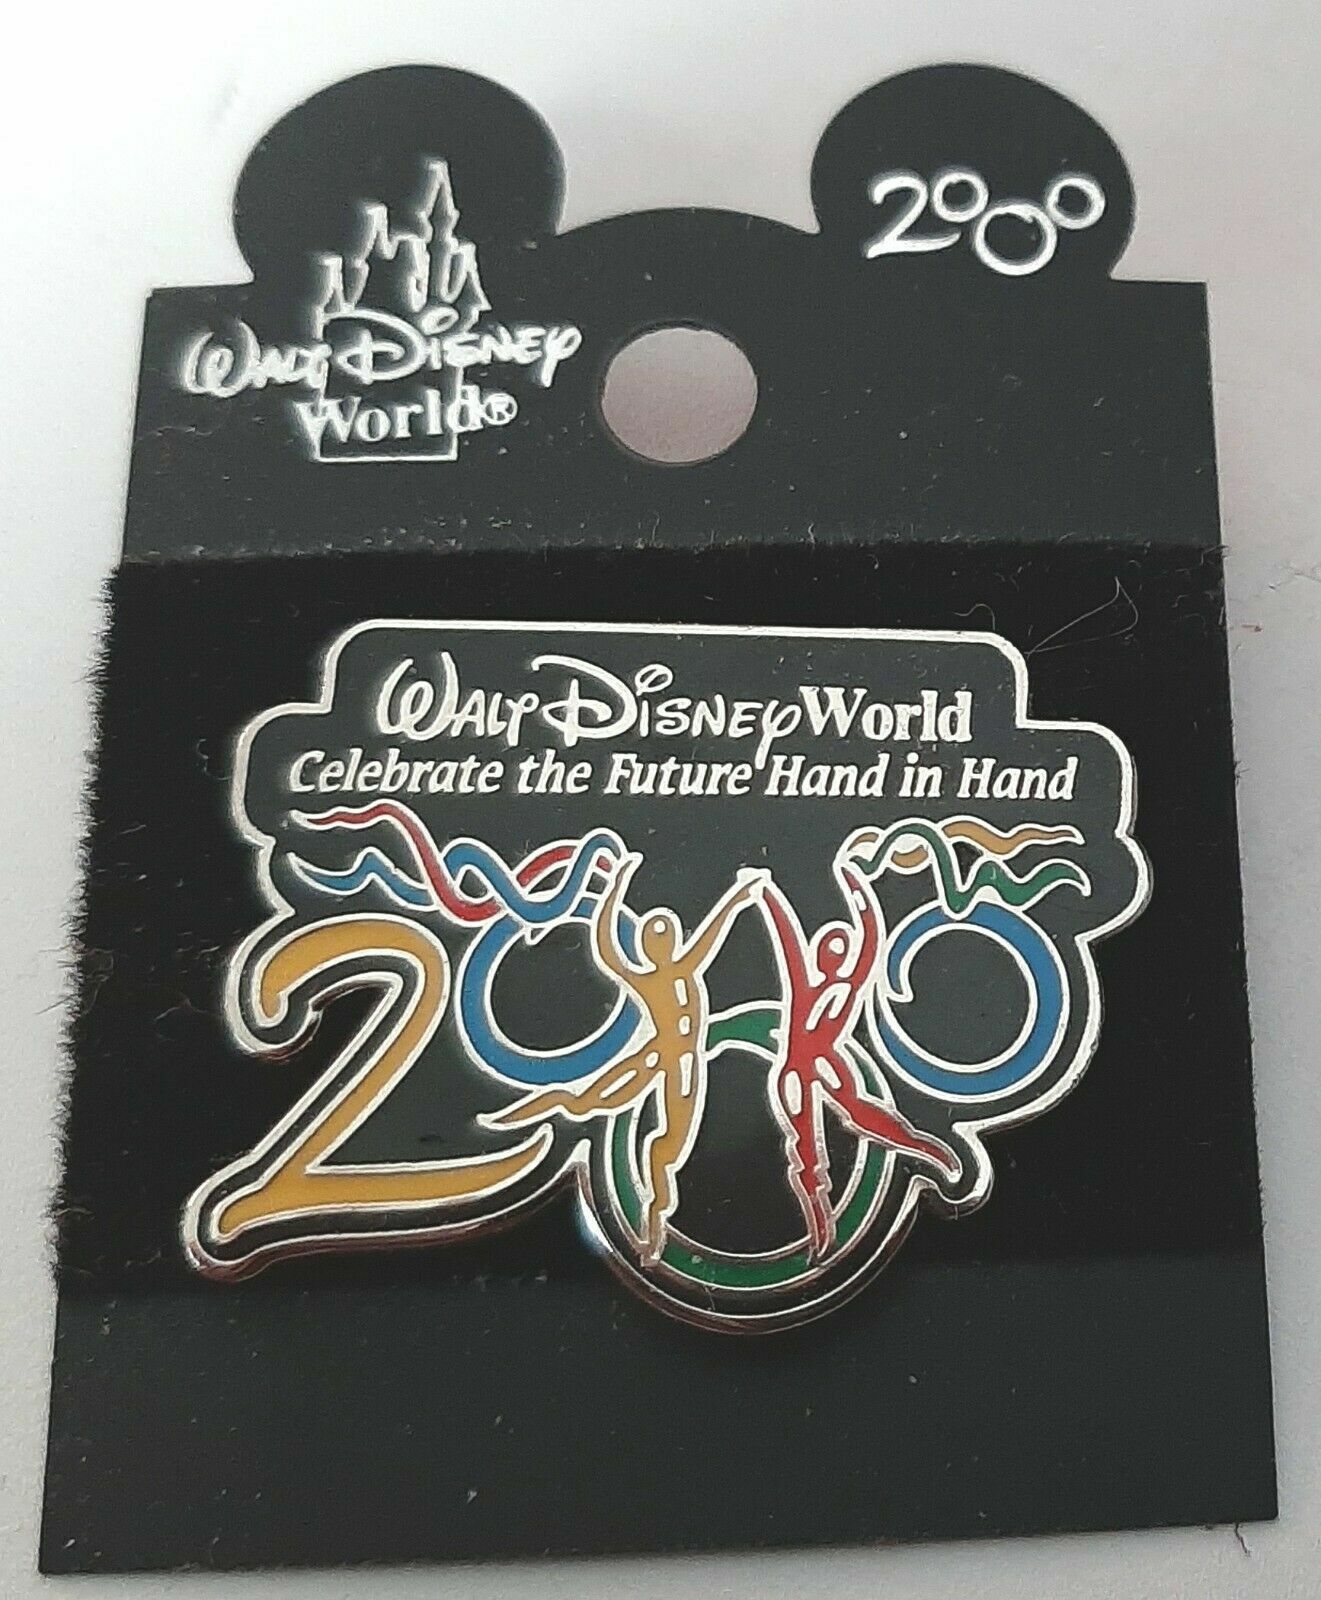 Walt Disney
World®
2000
Walt Disney World
Celebrate the Future Hand in Hand
2000